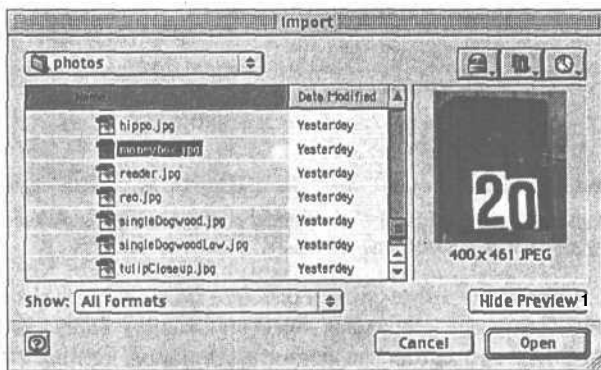 Import
photos
Name Date Modified
hippo.jpg Yesterday
moneybox.jpg Yesterday
reader.jpg Yesterday
reo.jpg Yesterday
singleDogwood.jpg Yesterday
singleDogwoodLow.jpg Yesterday
tulipCloseup.jpg Yesterday
20
400 x 461 JPEG
Show: All Formats
Hide Preview 1
?
Cancel
Open